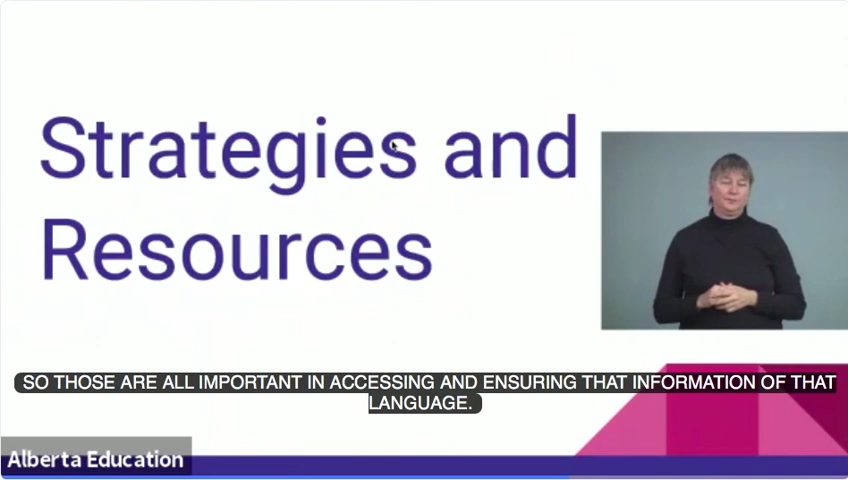 Strategies and
Resources
SO THOSE ARE ALL IMPORTANT IN ACCESSING AND ENSURING THAT INFORMATION OF THAT
LANGUAGE.
Alberta Education